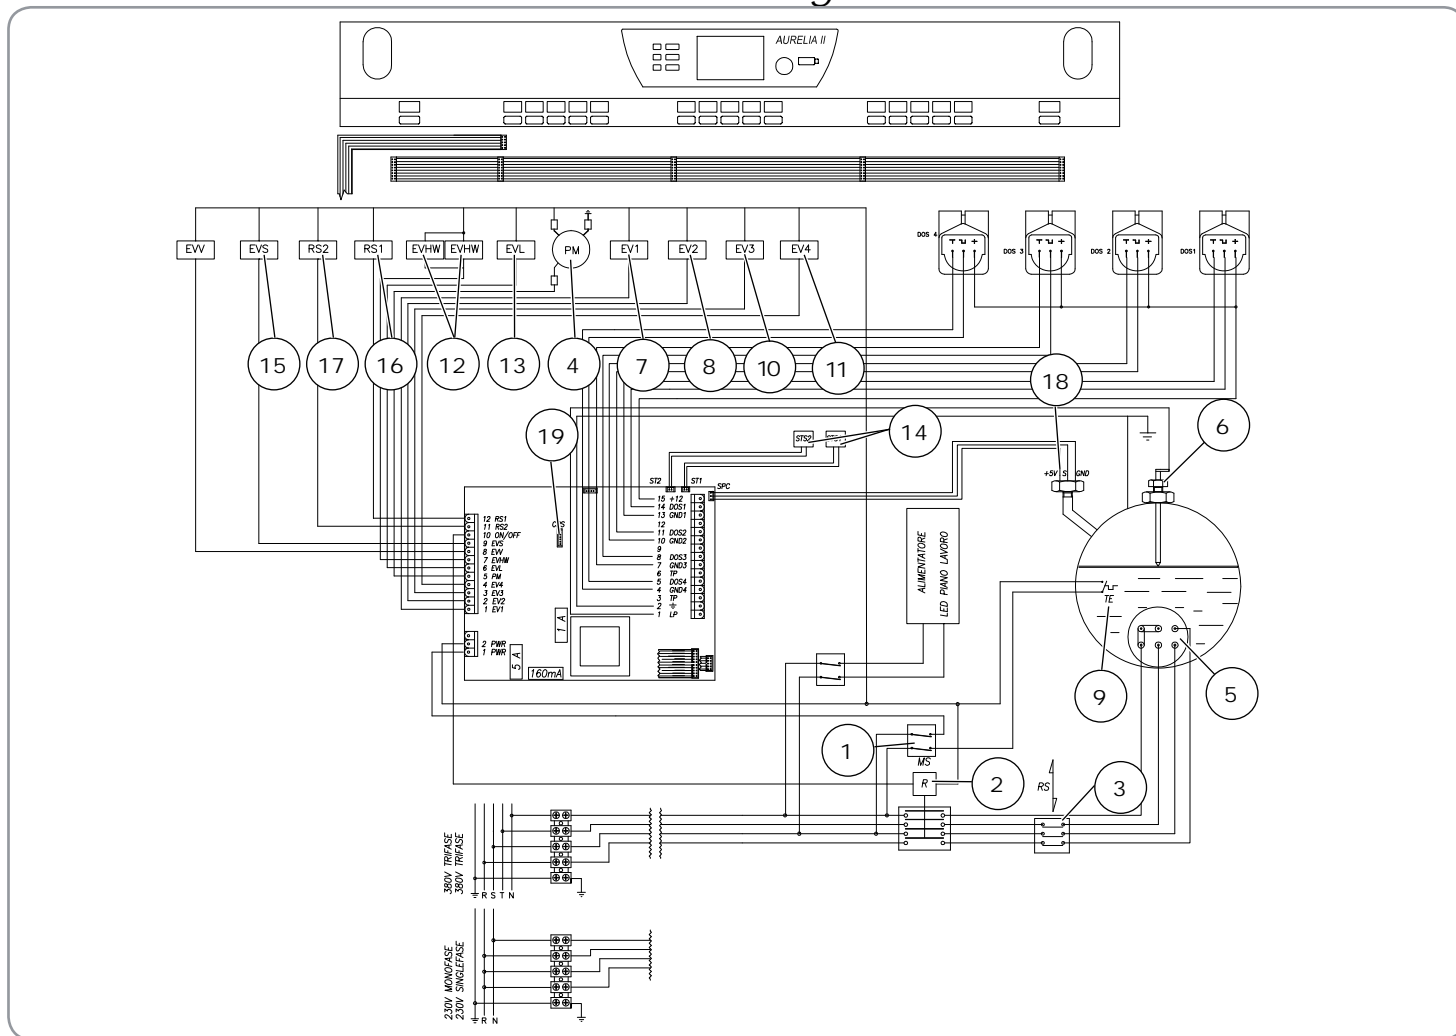 AURELIA II
EVV EVS RS2 RS1 EVHW EVHW EVL PM EV1 EV2 EV3 EV4
DOS 4 DOS 3 DOS 2 DOS1
15 17 16 12 13 4 7 8 10 11 18
19 14 6
STS2
+5V S GND
ST2 ST1 SPC
12 RS1
11 RS2
10 ON/OFF
9 EVS
8 EVV
7 EVHW
6 EVL
5 PM
4 EV4
3 EV3
2 EV2
1 EV1
2 PWR
1 PWR
15 +12
14 DOS1
13 GND1
12
11 DOS2
10 GND2
9
8 DOS3
7 GND3
6 TP
5 DOS4
4 GND4
3 TP
2
1 LP
1 A
5 A
160mA
ALIMENTATORE
LED PIANO LAVORO
TE
9 5
1
MS
R 2
RS 3
380V TRIFASE
380V TRIFASE
R S T N
230V MONOFASE
230V SINGLEFASE
R N